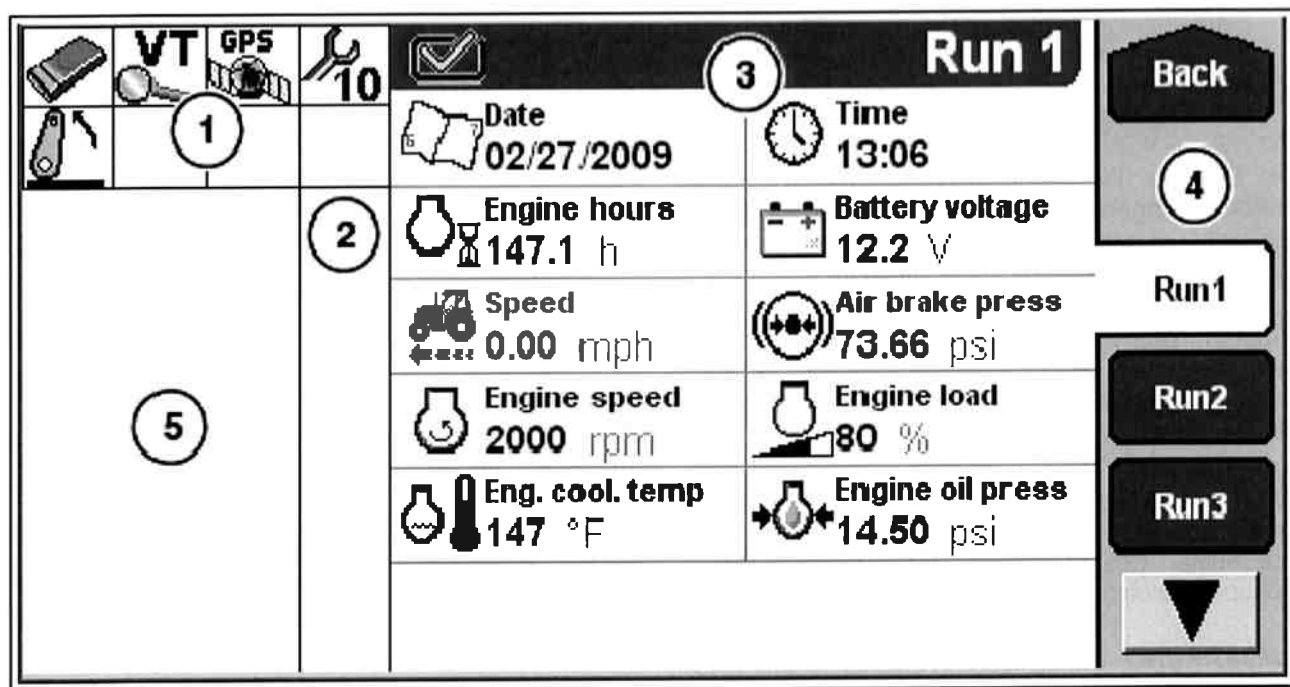 VT GPS 10
Run 1
Back
1
3
4
Date
02/27/2009
Time
13:06
2
Engine hours
147.1 h
Battery voltage
12.2 V
Run1
Speed
0.00 mph
Air brake press
73.66 psi
5
Engine speed
2000 rpm
Engine load
80 %
Run2
Eng. cool. temp
147 °F
Engine oil press
14.50 psi
Run3